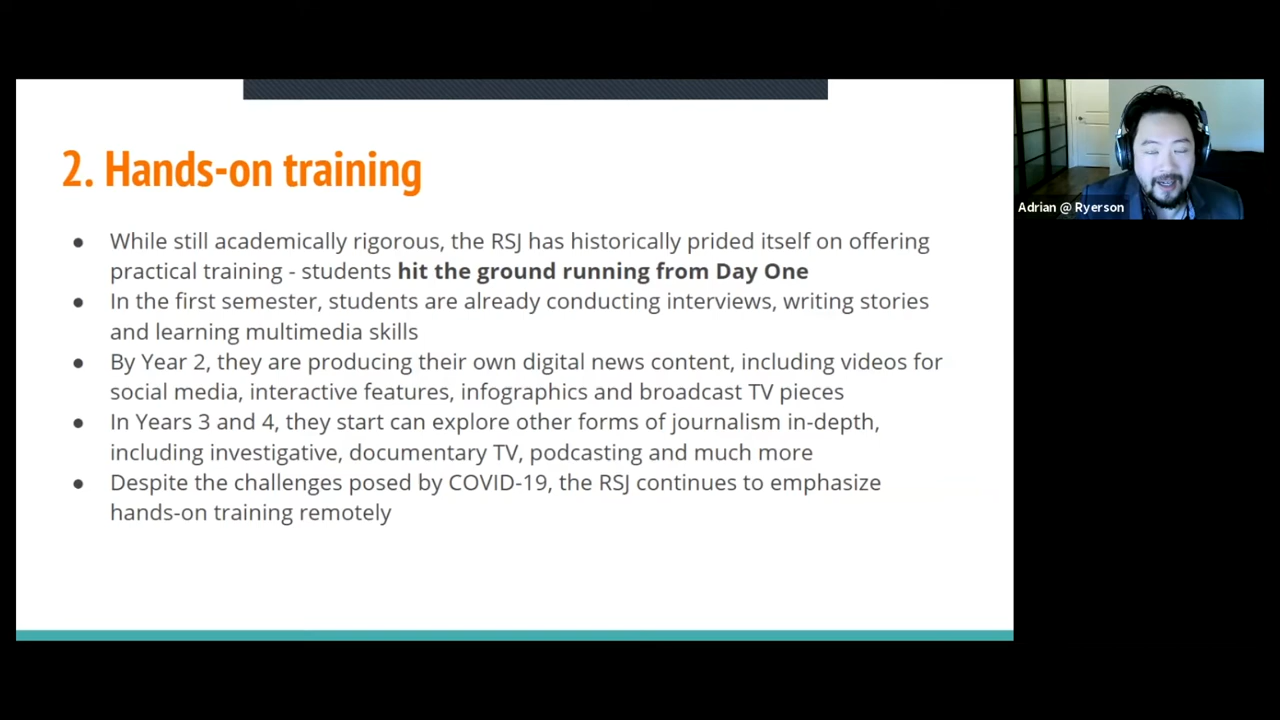 2. Hands-on training
● While still academically rigorous, the RSJ has historically prided itself on offering
practical training - students hit the ground running from Day One
● In the first semester, students are already conducting interviews, writing stories
and learning multimedia skills
● By Year 2, they are producing their own digital news content, including videos for
social media, interactive features, infographics and broadcast TV pieces
● In Years 3 and 4, they start can explore other forms of journalism in-depth,
including investigative, documentary TV, podcasting and much more
● Despite the challenges posed by COVID-19, the RSJ continues to emphasize
hands-on training remotely
Adrian @ Ryerson